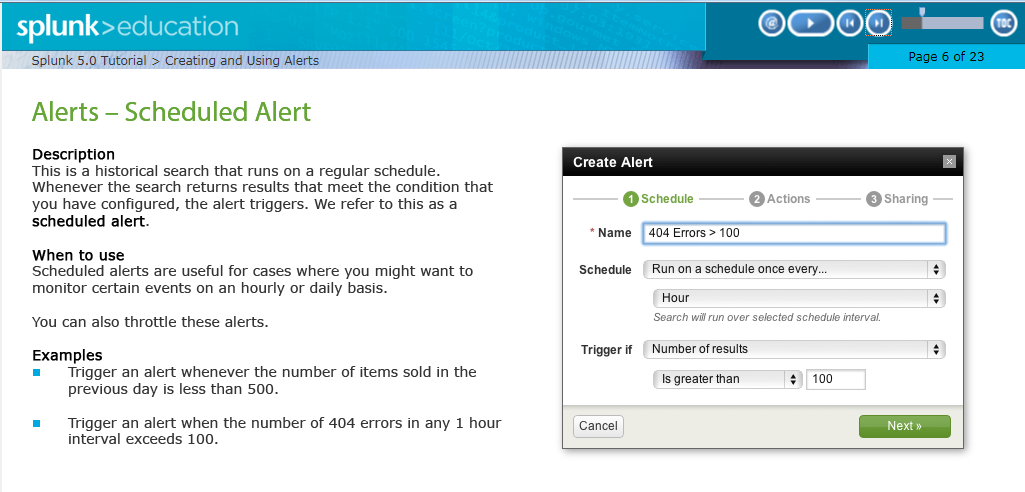 splunk>education
TOC
Splunk 5.0 Tutorial > Creating and Using Alerts
Page 6 of 23
Alerts – Scheduled Alert
Description
This is a historical search that runs on a regular schedule.
Whenever the search returns results that meet the condition that
you have configured, the alert triggers. We refer to this as a
scheduled alert.
When to use
Scheduled alerts are useful for cases where you might want to
monitor certain events on an hourly or daily basis.
You can also throttle these alerts.
Examples
Trigger an alert whenever the number of items sold in the
previous day is less than 500.
Trigger an alert when the number of 404 errors in any 1 hour
interval exceeds 100.
Create Alert
1 Schedule 2 Actions 3 Sharing
* Name 404 Errors > 100
Schedule Run on a schedule once every...
Hour
Search will run over selected schedule interval.
Trigger if Number of results
Is greater than 100
Cancel Next »